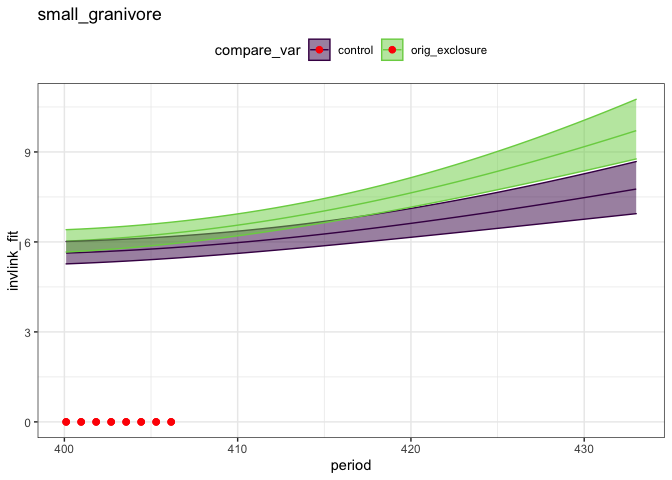 small_granivore
compare_var control orig_exclosure
invlink_fit
9
6
3
0
400 410 420 430
period